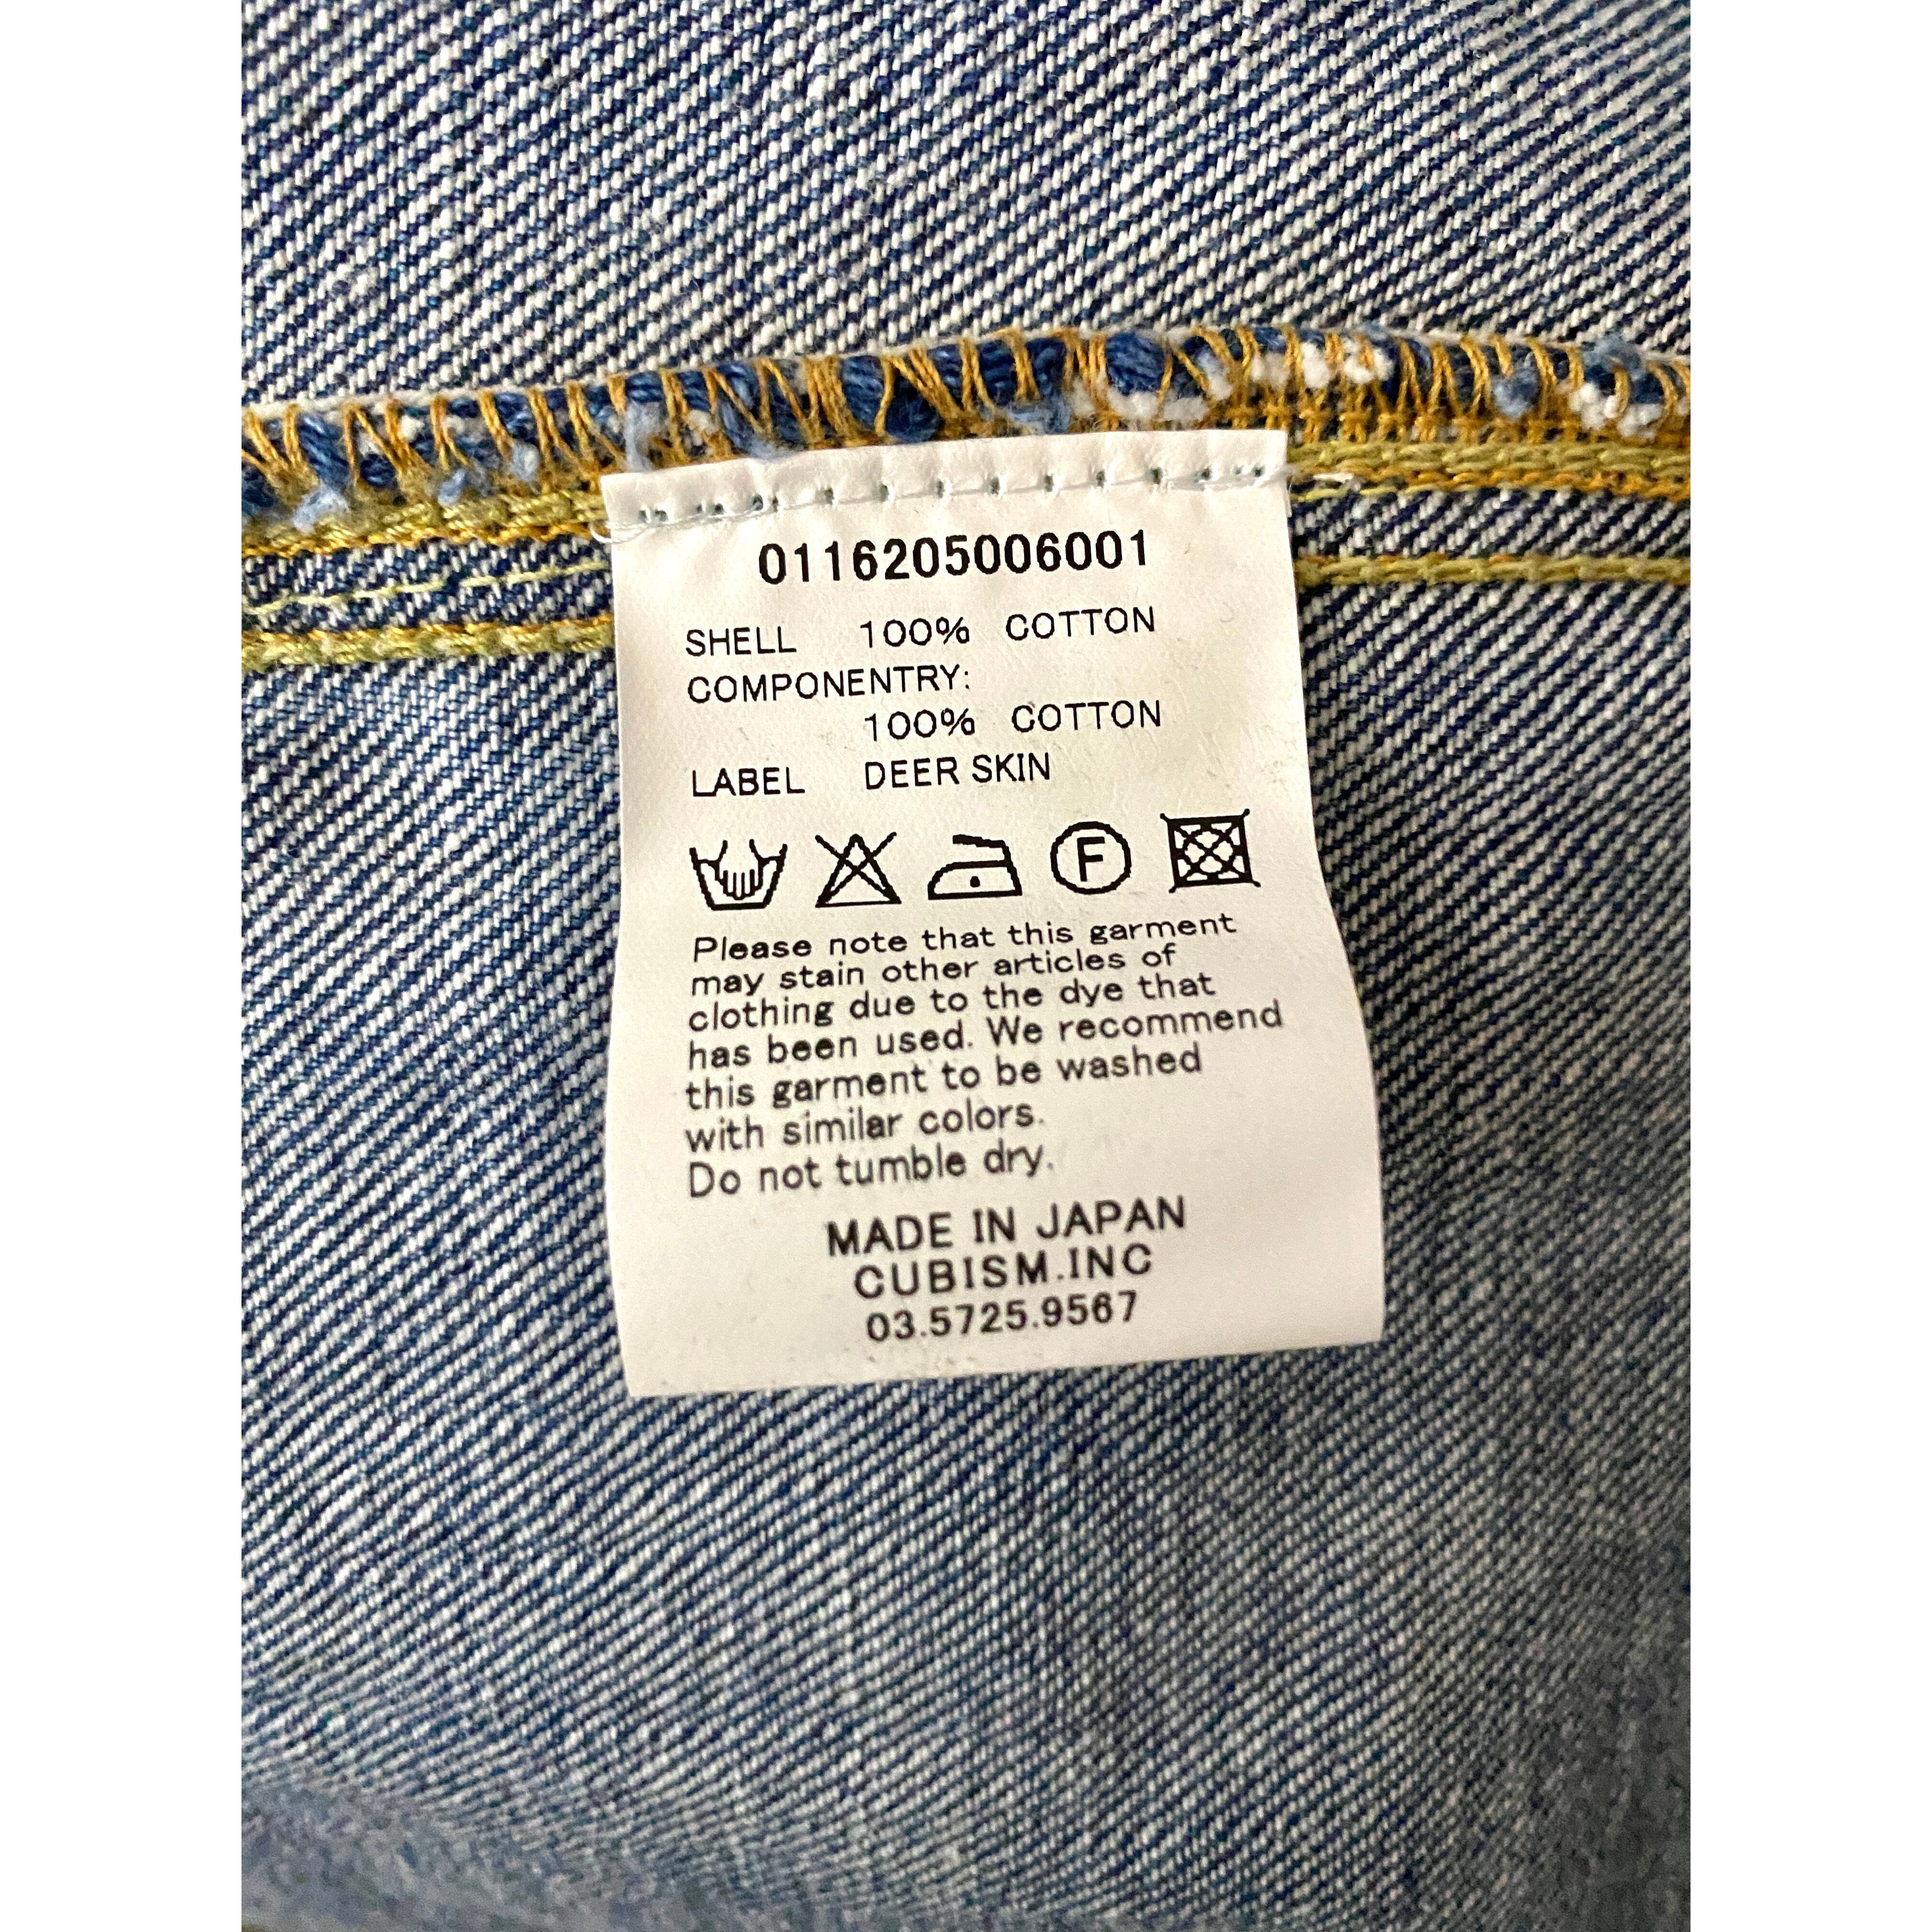 0116205006001
SHELL 100% COTTON
COMPONENTRY:
100% COTTON
LABEL DEER SKIN
F
Please note that this garment
may stain other articles of
clothing due to the dye that
has been used. We recommend
this garment to be washed
with similar colors.
Do not tumble dry.
MADE IN JAPAN
CUBISM.INC
03.5725.9567